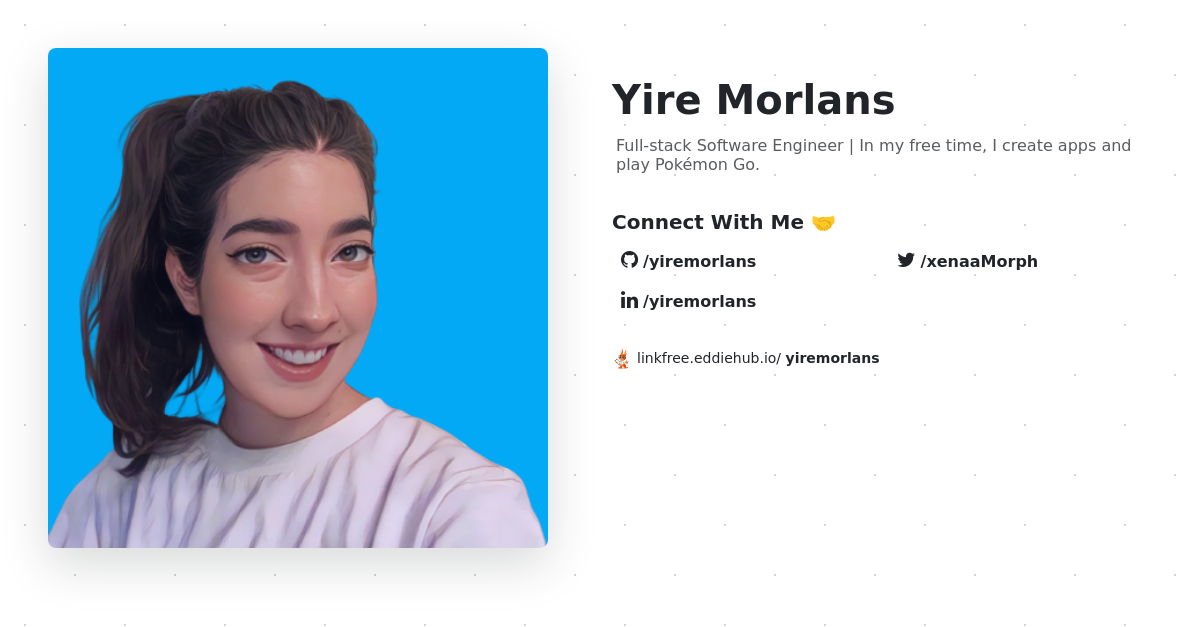 Yire Morlans
Full-stack Software Engineer | In my free time, I create apps and
play Pokémon Go.
Connect With Me 🤝
/yiremorlans
/xenaaMorph
/yiremorlans
linkfree.eddiehub.io/ yiremorlans